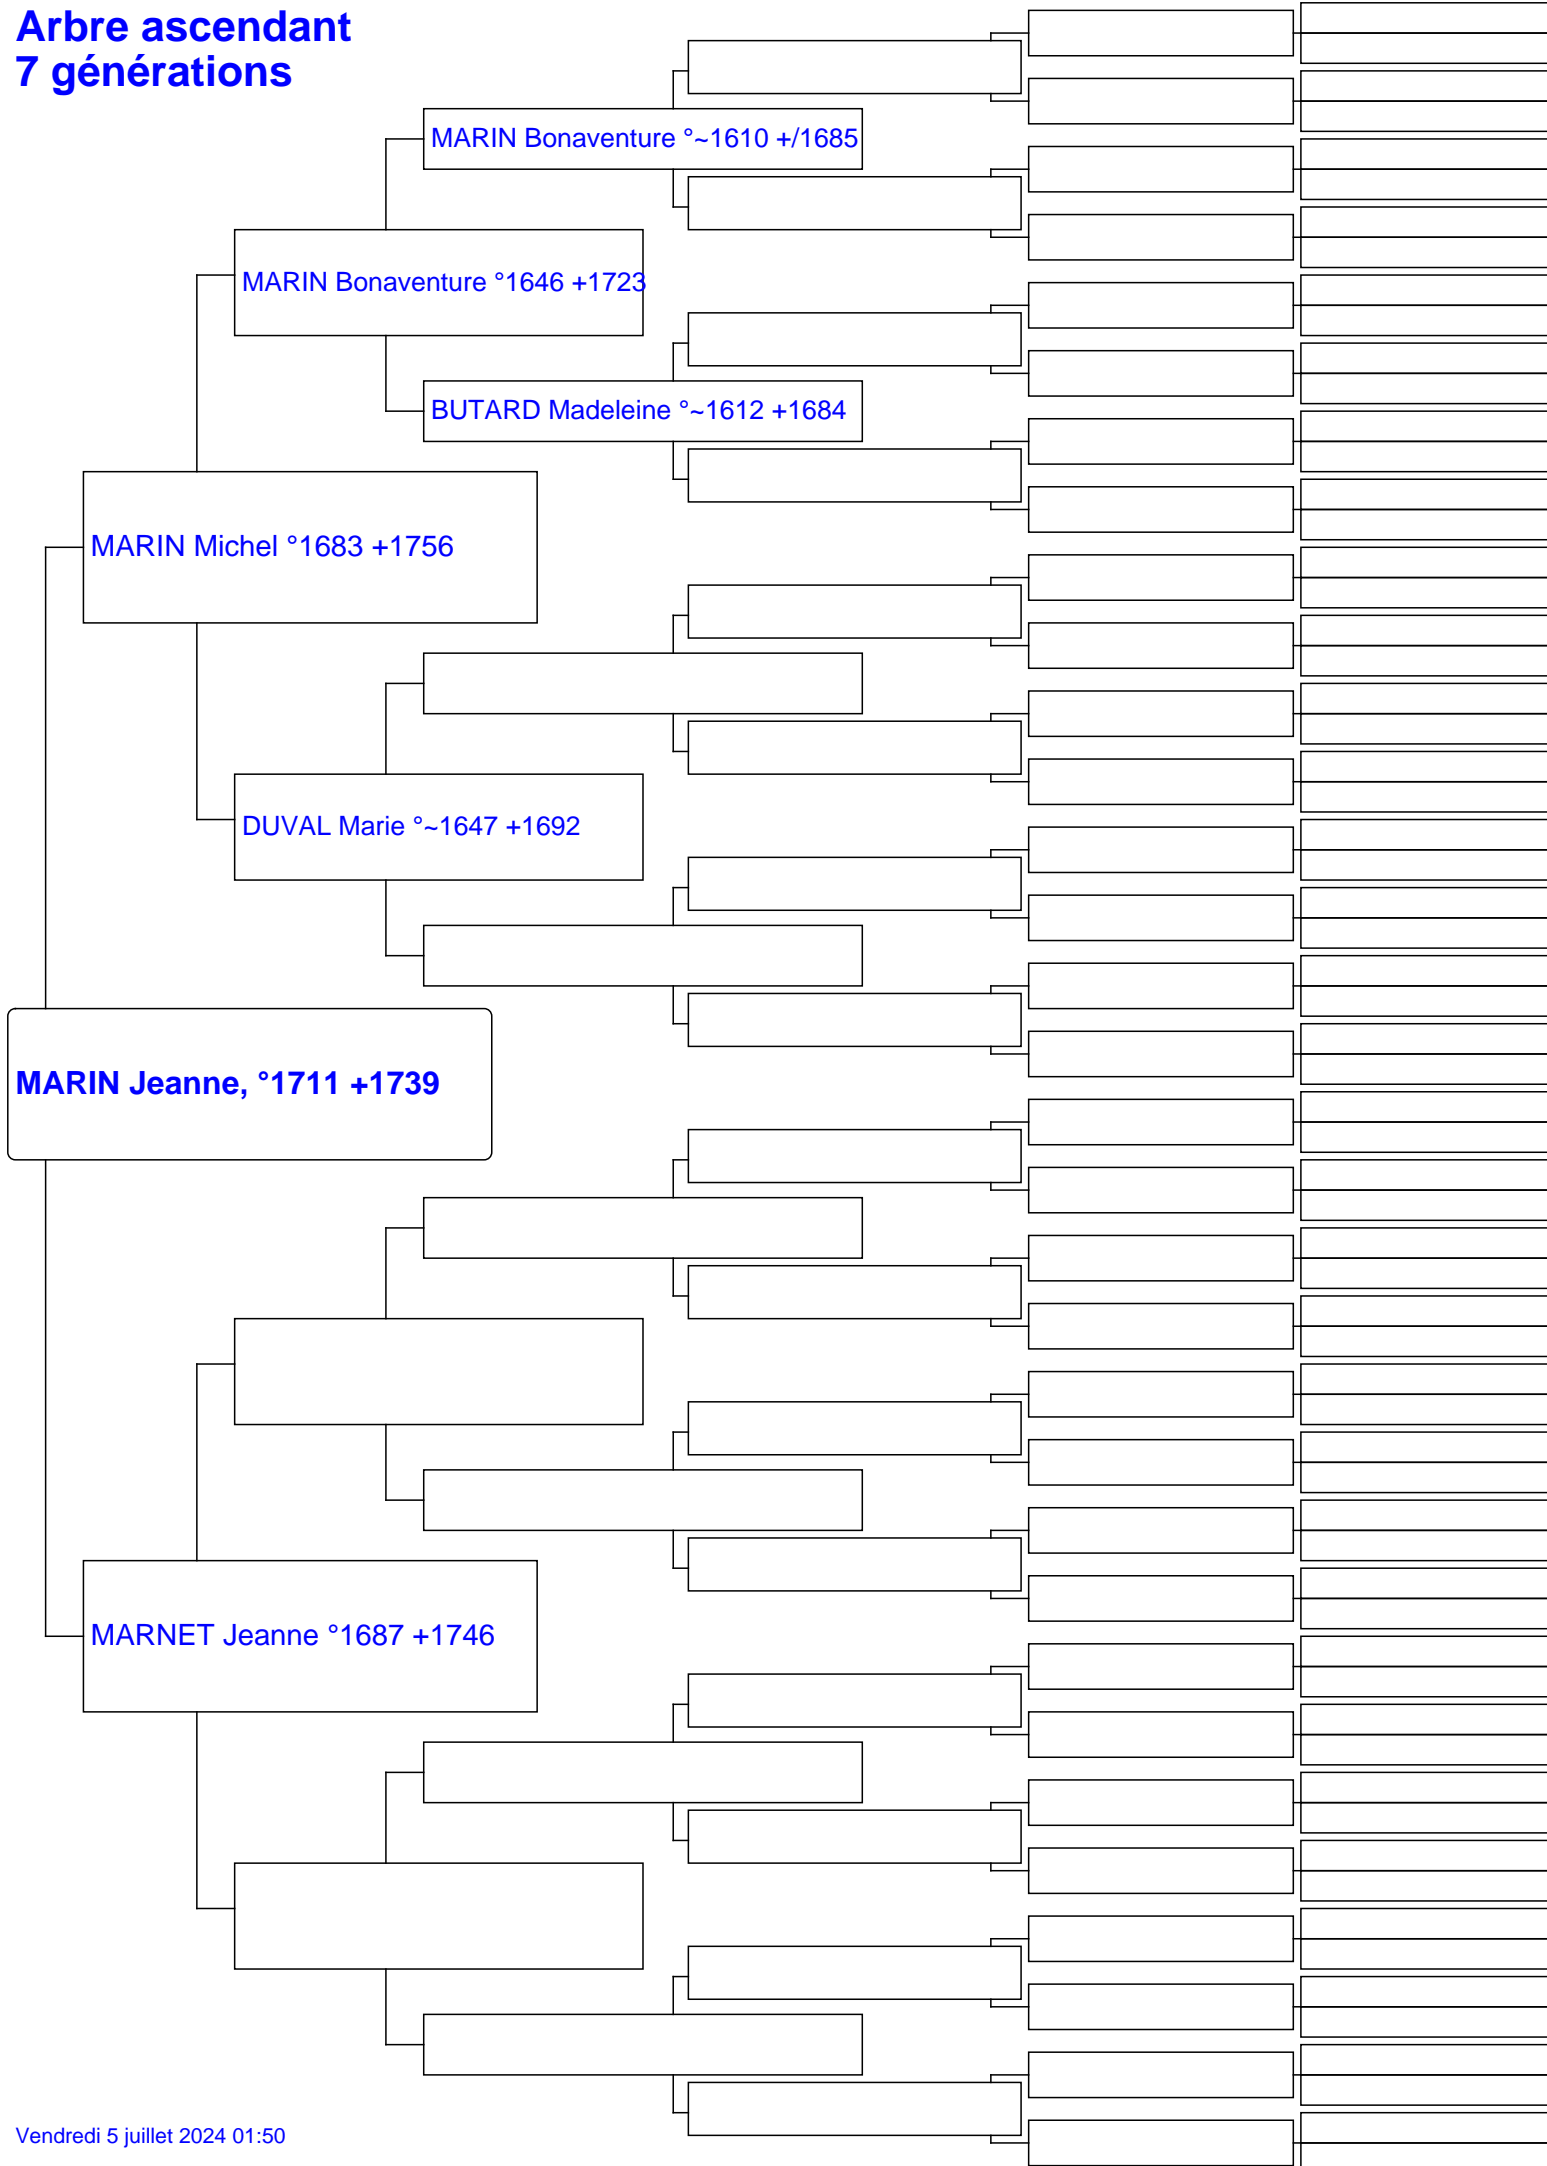 Arbre ascendant
7 générations
MARIN Bonaventure °~1610 +/1685
MARIN Bonaventure °1646 +1723
BUTARD Madeleine °~1612 +1684
MARIN Michel °1683 +1756
DUVAL Marie °~1647 +1692
MARIN Jeanne, °1711 +1739
MARNET Jeanne °1687 +1746
Vendredi 5 juillet 2024 01:50